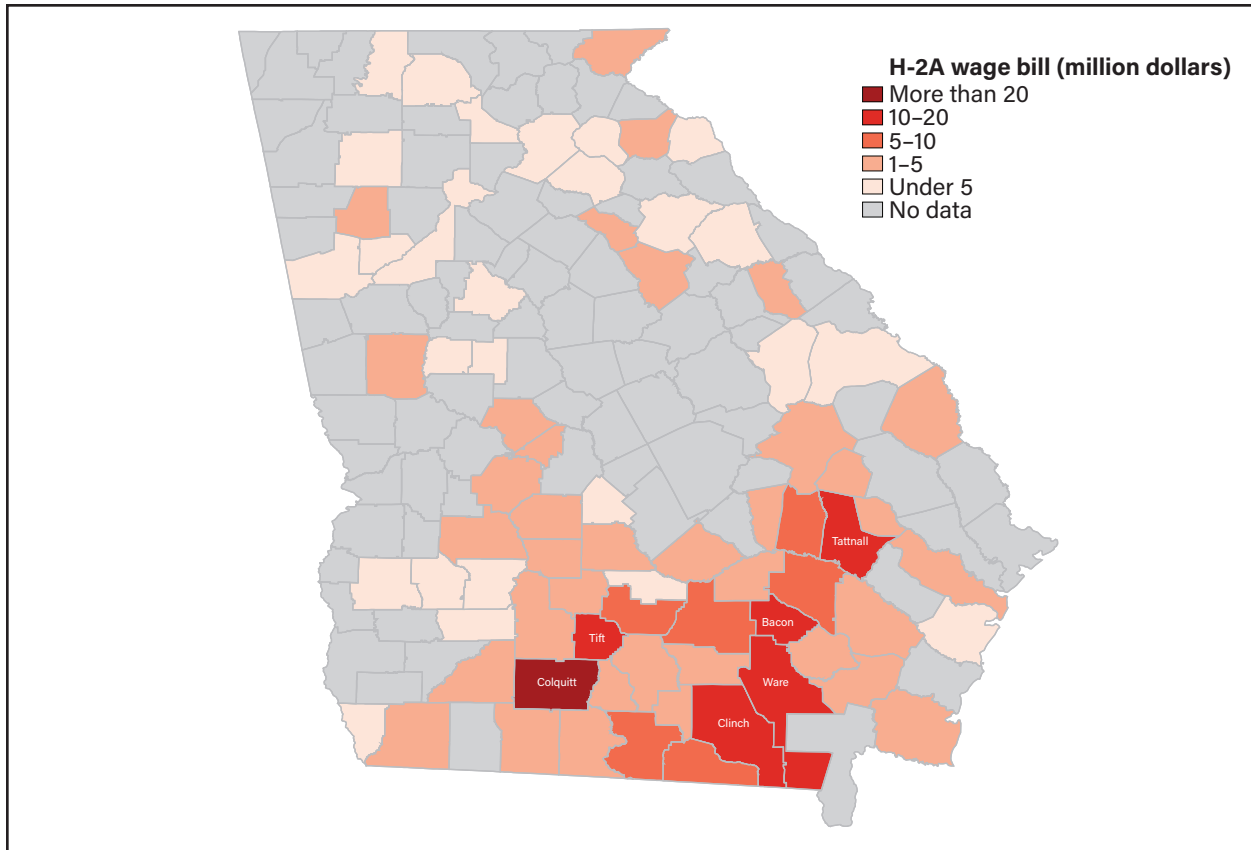 H-2A wage bill (million dollars)
More than 20
10–20
5–10
1–5
Under 5
No data
Tattnall
Bacon
Tift
Ware
Colquitt
Clinch